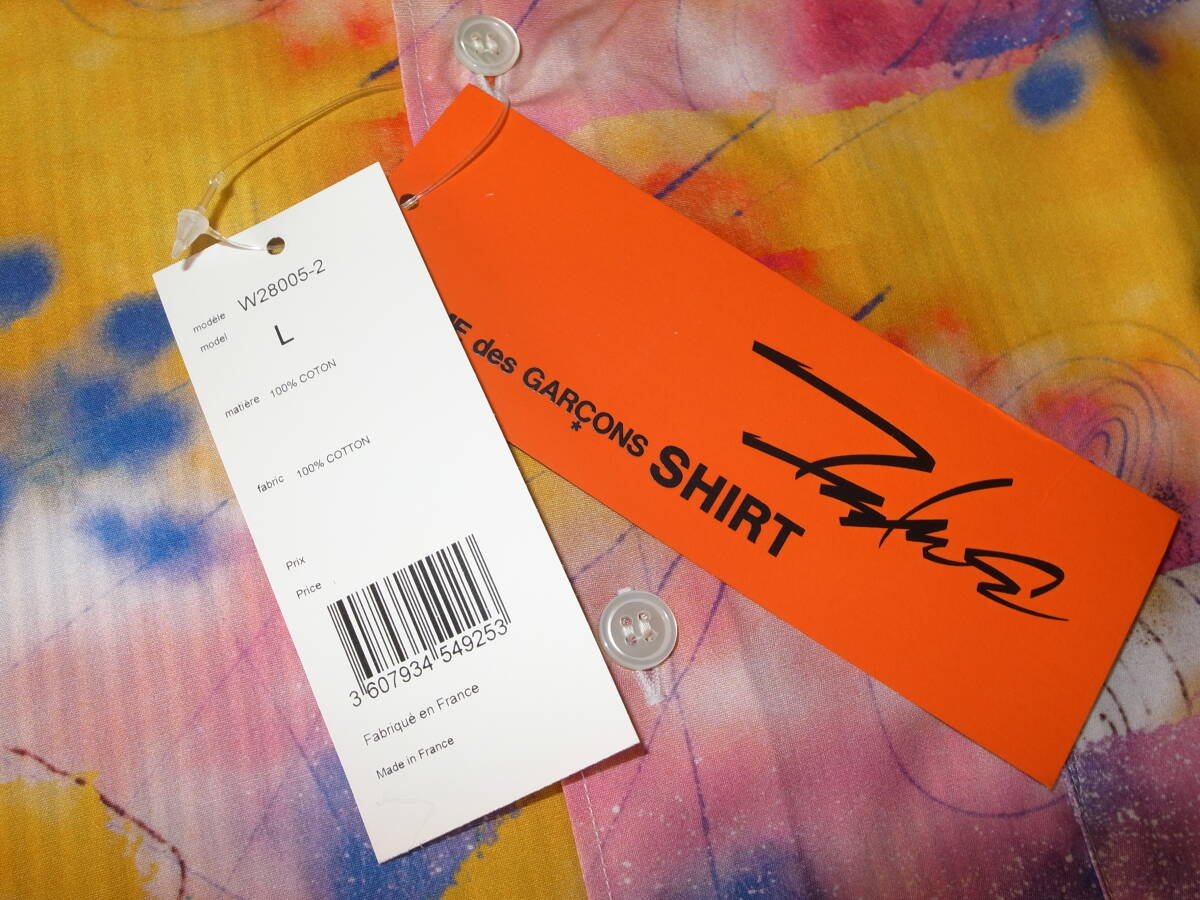 modèle W28005-2
model
L
matière 100% COTON
fabric 100% COTTON
Prix
Price
3 607934 549253
Fabriqué en France
Made in France
ME des GARÇONS SHIRT
*